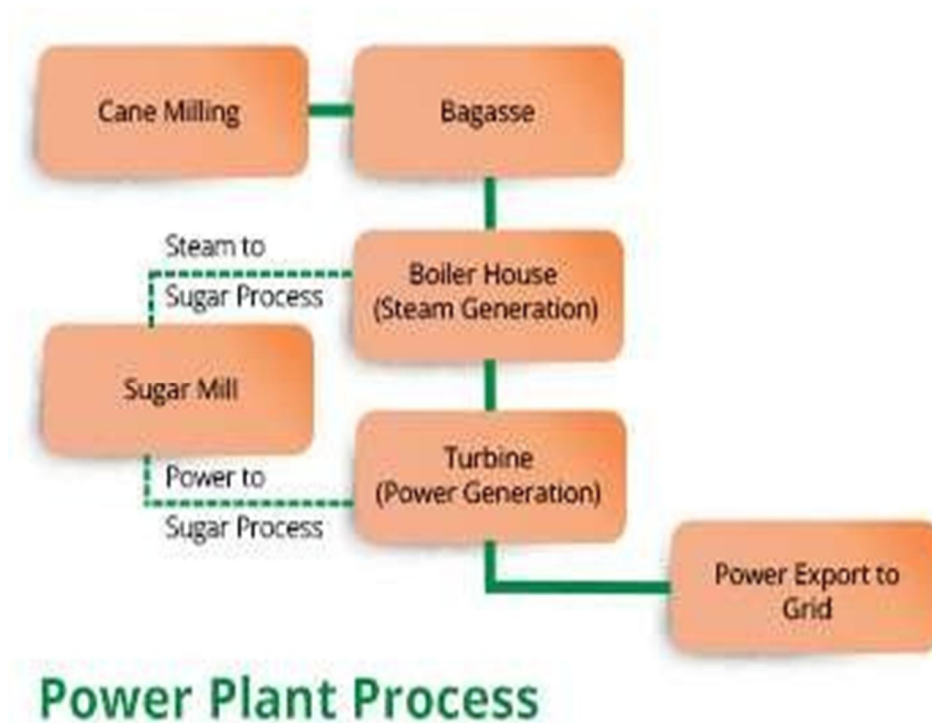 Cane Milling
Bagasse
Steam to
Sugar Process
Boiler House
(Steam Generation)
Sugar Mill
Power to
Sugar Process
Turbine
(Power Generation)
Power Export to
Grid
Power Plant Process